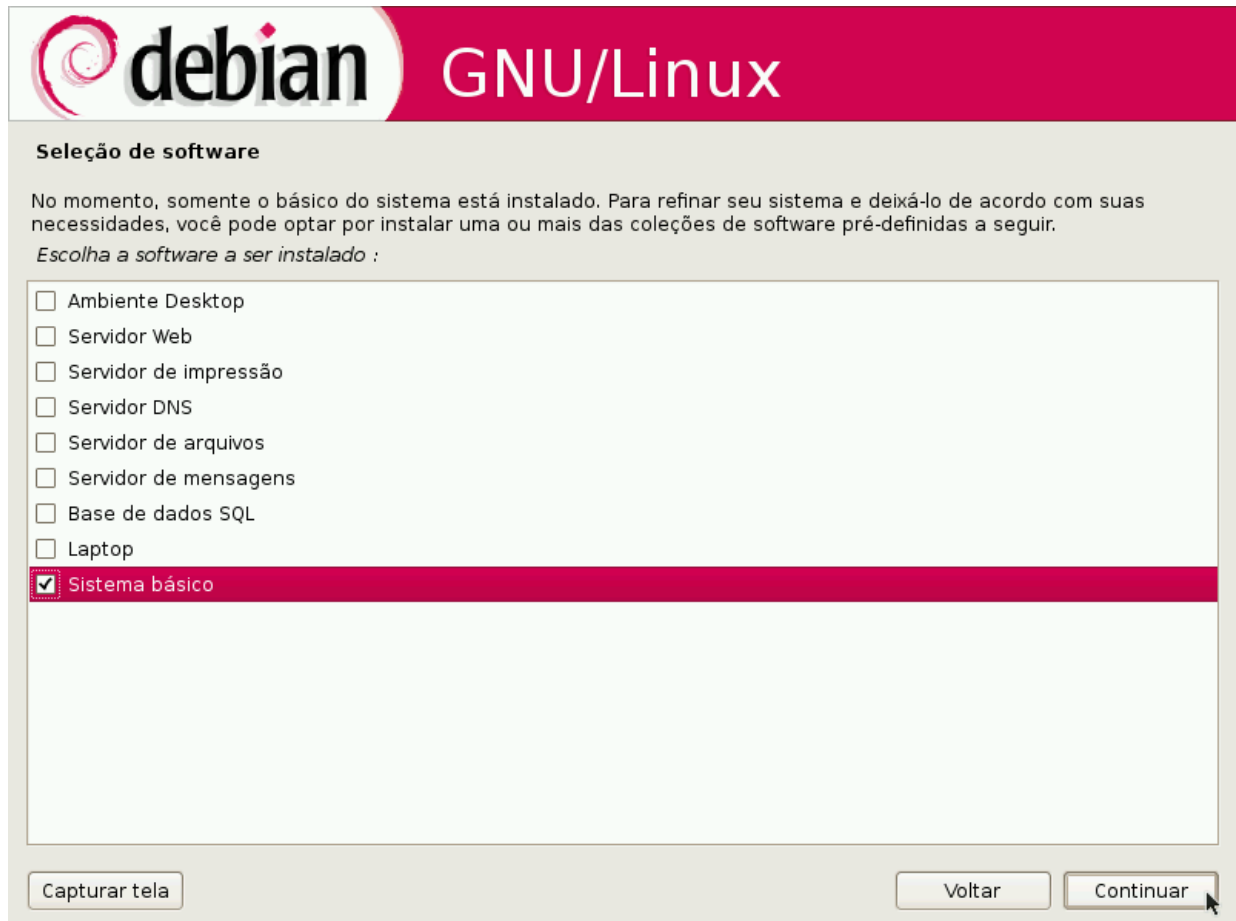 debian GNU/Linux
Seleção de software
No momento, somente o básico do sistema está instalado. Para refinar seu sistema e deixá-lo de acordo com suas
necessidades, você pode optar por instalar uma ou mais das coleções de software pré-definidas a seguir.
Escolha a software a ser instalado :
Ambiente Desktop
Servidor Web
Servidor de impressão
Servidor DNS
Servidor de arquivos
Servidor de mensagens
Base de dados SQL
Laptop
Sistema básico
Capturar tela Voltar Continuar